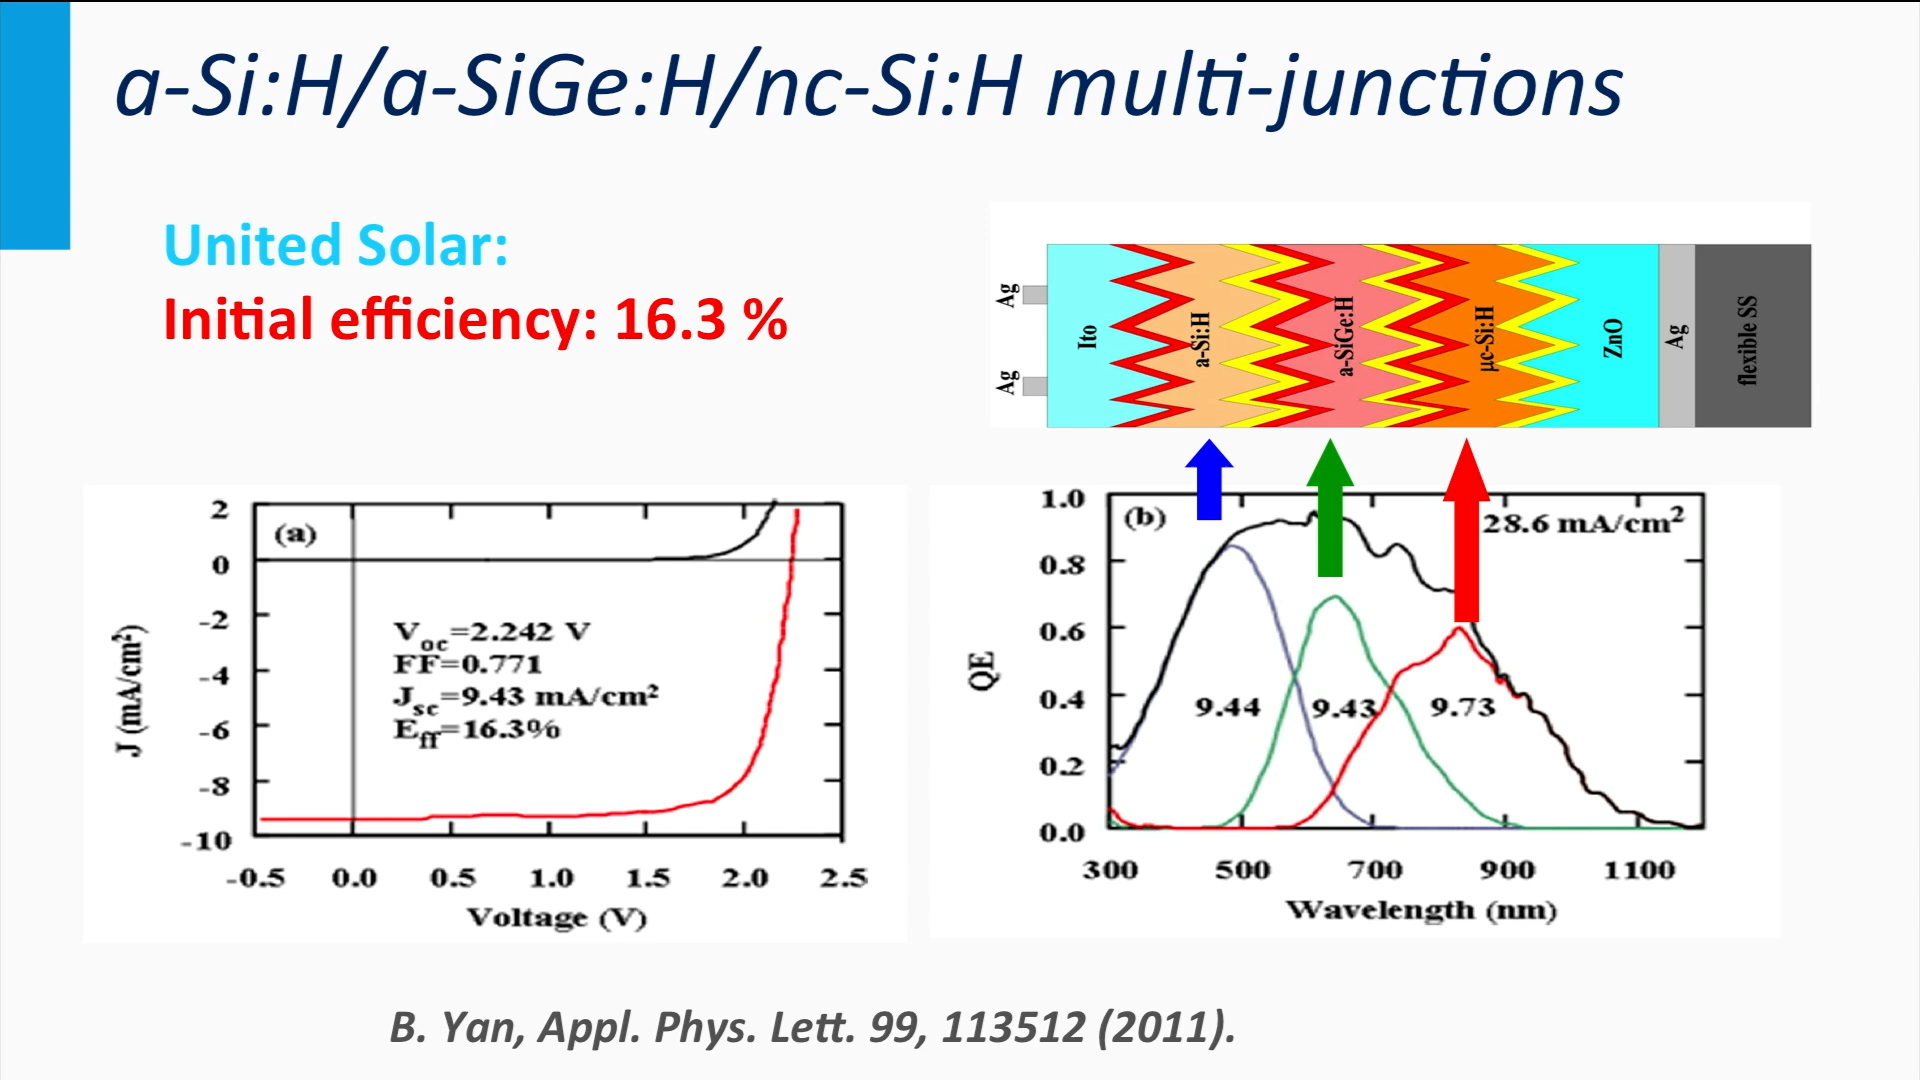 a-Si:H/a-SiGe:H/nc-Si:H multi-junctions
United Solar:
Initial efficiency: 16.3 %
Ag
Ag
Ito
a-Si:H
a-SiGe:H
µc-Si:H
ZnO
Ag
flexible SS
(a)
Voc=2.242 V
FF=0.771
Jsc=9.43 mA/cm²
Eff=16.3%
J (mA/cm²)
2
0
-2
-4
-6
-8
-10
-0.5 0.0 0.5 1.0 1.5 2.0 2.5
Voltage (V)
(b)
28.6 mA/cm²
9.44 9.43 9.73
QE
1.0
0.8
0.6
0.4
0.2
0.0
300 500 700 900 1100
Wavelength (nm)
B. Yan, Appl. Phys. Lett. 99, 113512 (2011).